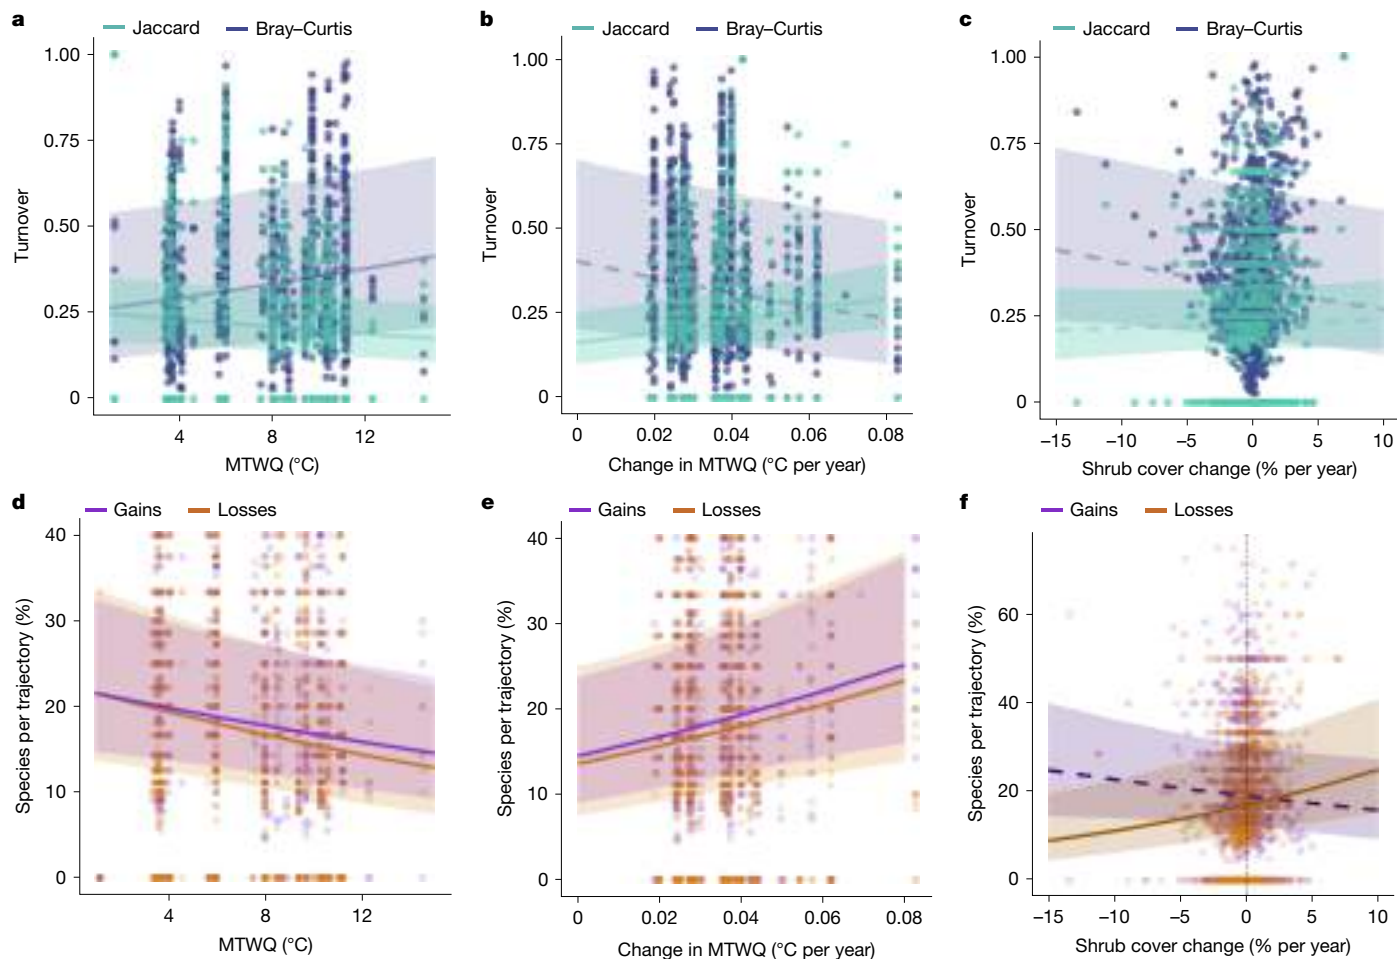 a
Jaccard Bray–Curtis
1.00
0.75
0.50
0.25
0
Turnover
4 8 12
MTWQ (°C)
b
Jaccard Bray–Curtis
1.00
0.75
0.50
0.25
0
Turnover
0 0.02 0.04 0.06 0.08
Change in MTWQ (°C per year)
c
Jaccard Bray–Curtis
1.00
0.75
0.50
0.25
0
Turnover
–15 –10 –5 0 5 10
Shrub cover change (% per year)
d
Gains Losses
40
30
20
10
0
Species per trajectory (%)
4 8 12
MTWQ (°C)
e
Gains Losses
40
30
20
10
0
Species per trajectory (%)
0 0.02 0.04 0.06 0.08
Change in MTWQ (°C per year)
f
Gains Losses
60
40
20
0
Species per trajectory (%)
–15 –10 –5 0 5 10
Shrub cover change (% per year)